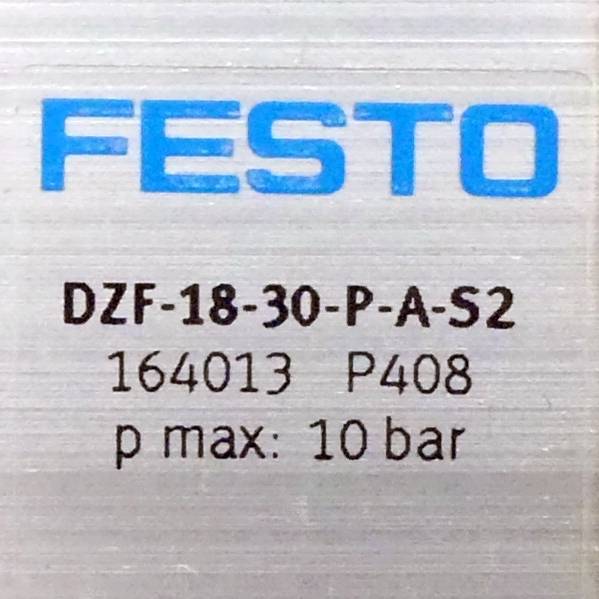 FESTO
DZF-18-30-P-A-S2
164013 P408
p max: 10 bar